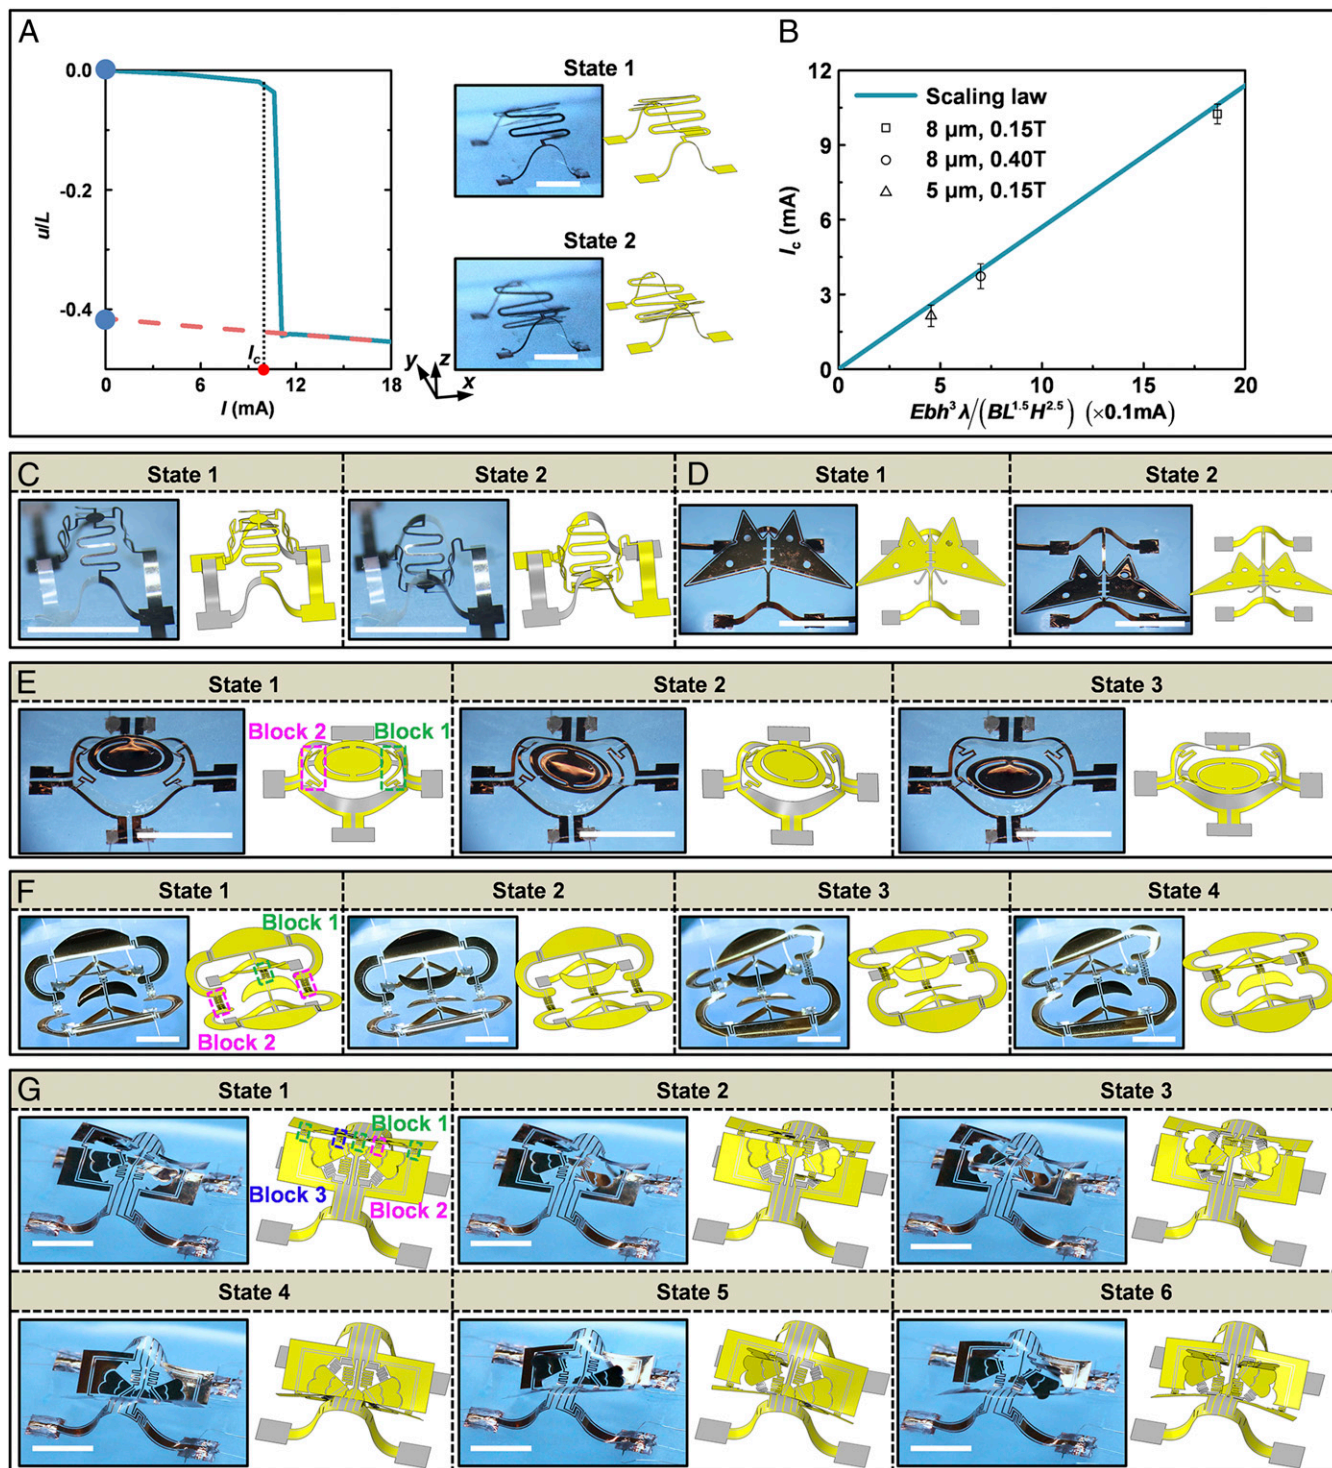 A
0.0
-0.2
-0.4
u/L
I_c
0
6
12
18
I (mA)
State 1
State 2
y
z
x
B
12
9
6
3
0
I_c (mA)
Scaling law
8 μm, 0.15T
8 μm, 0.40T
5 μm, 0.15T
0
5
10
15
20
Ebh³λ/(BL^1.5H^2.5) (×0.1mA)
C
State 1
State 2
D
State 1
State 2
E
State 1
State 2
State 3
Block 2
Block 1
F
State 1
State 2
State 3
State 4
Block 1
Block 2
G
State 1
State 2
State 3
Block 1
Block 3
Block 2
State 4
State 5
State 6